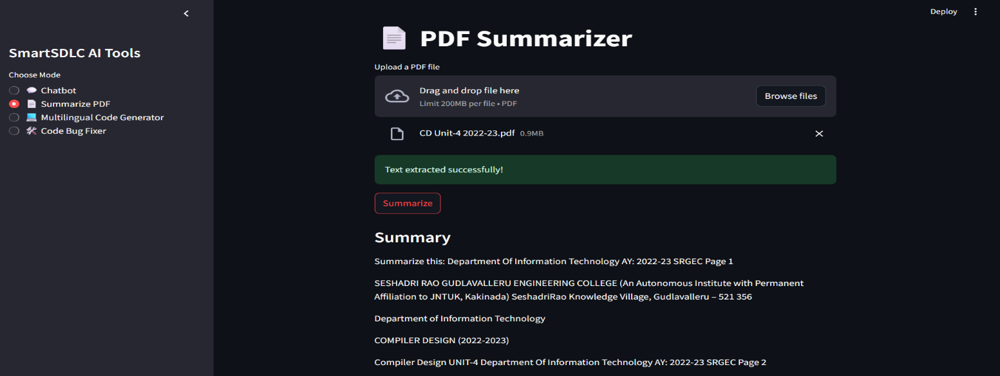 Deploy
SmartSDLC AI Tools
Choose Mode
Chatbot
Summarize PDF
Multilingual Code Generator
Code Bug Fixer
PDF Summarizer
Upload a PDF file
Drag and drop file here
Limit 200MB per file • PDF
Browse files
CD Unit-4 2022-23.pdf 0.9MB
Text extracted successfully!
Summarize
Summary
Summarize this: Department Of Information Technology AY: 2022-23 SRGEC Page 1
SESHADRI RAO GUDLAVALLERU ENGINEERING COLLEGE (An Autonomous Institute with Permanent
Affiliation to JNTUK, Kakinada) SeshadriRao Knowledge Village, Gudlavalleru – 521 356
Department of Information Technology
COMPILER DESIGN (2022-2023)
Compiler Design UNIT-4 Department Of Information Technology AY: 2022-23 SRGEC Page 2